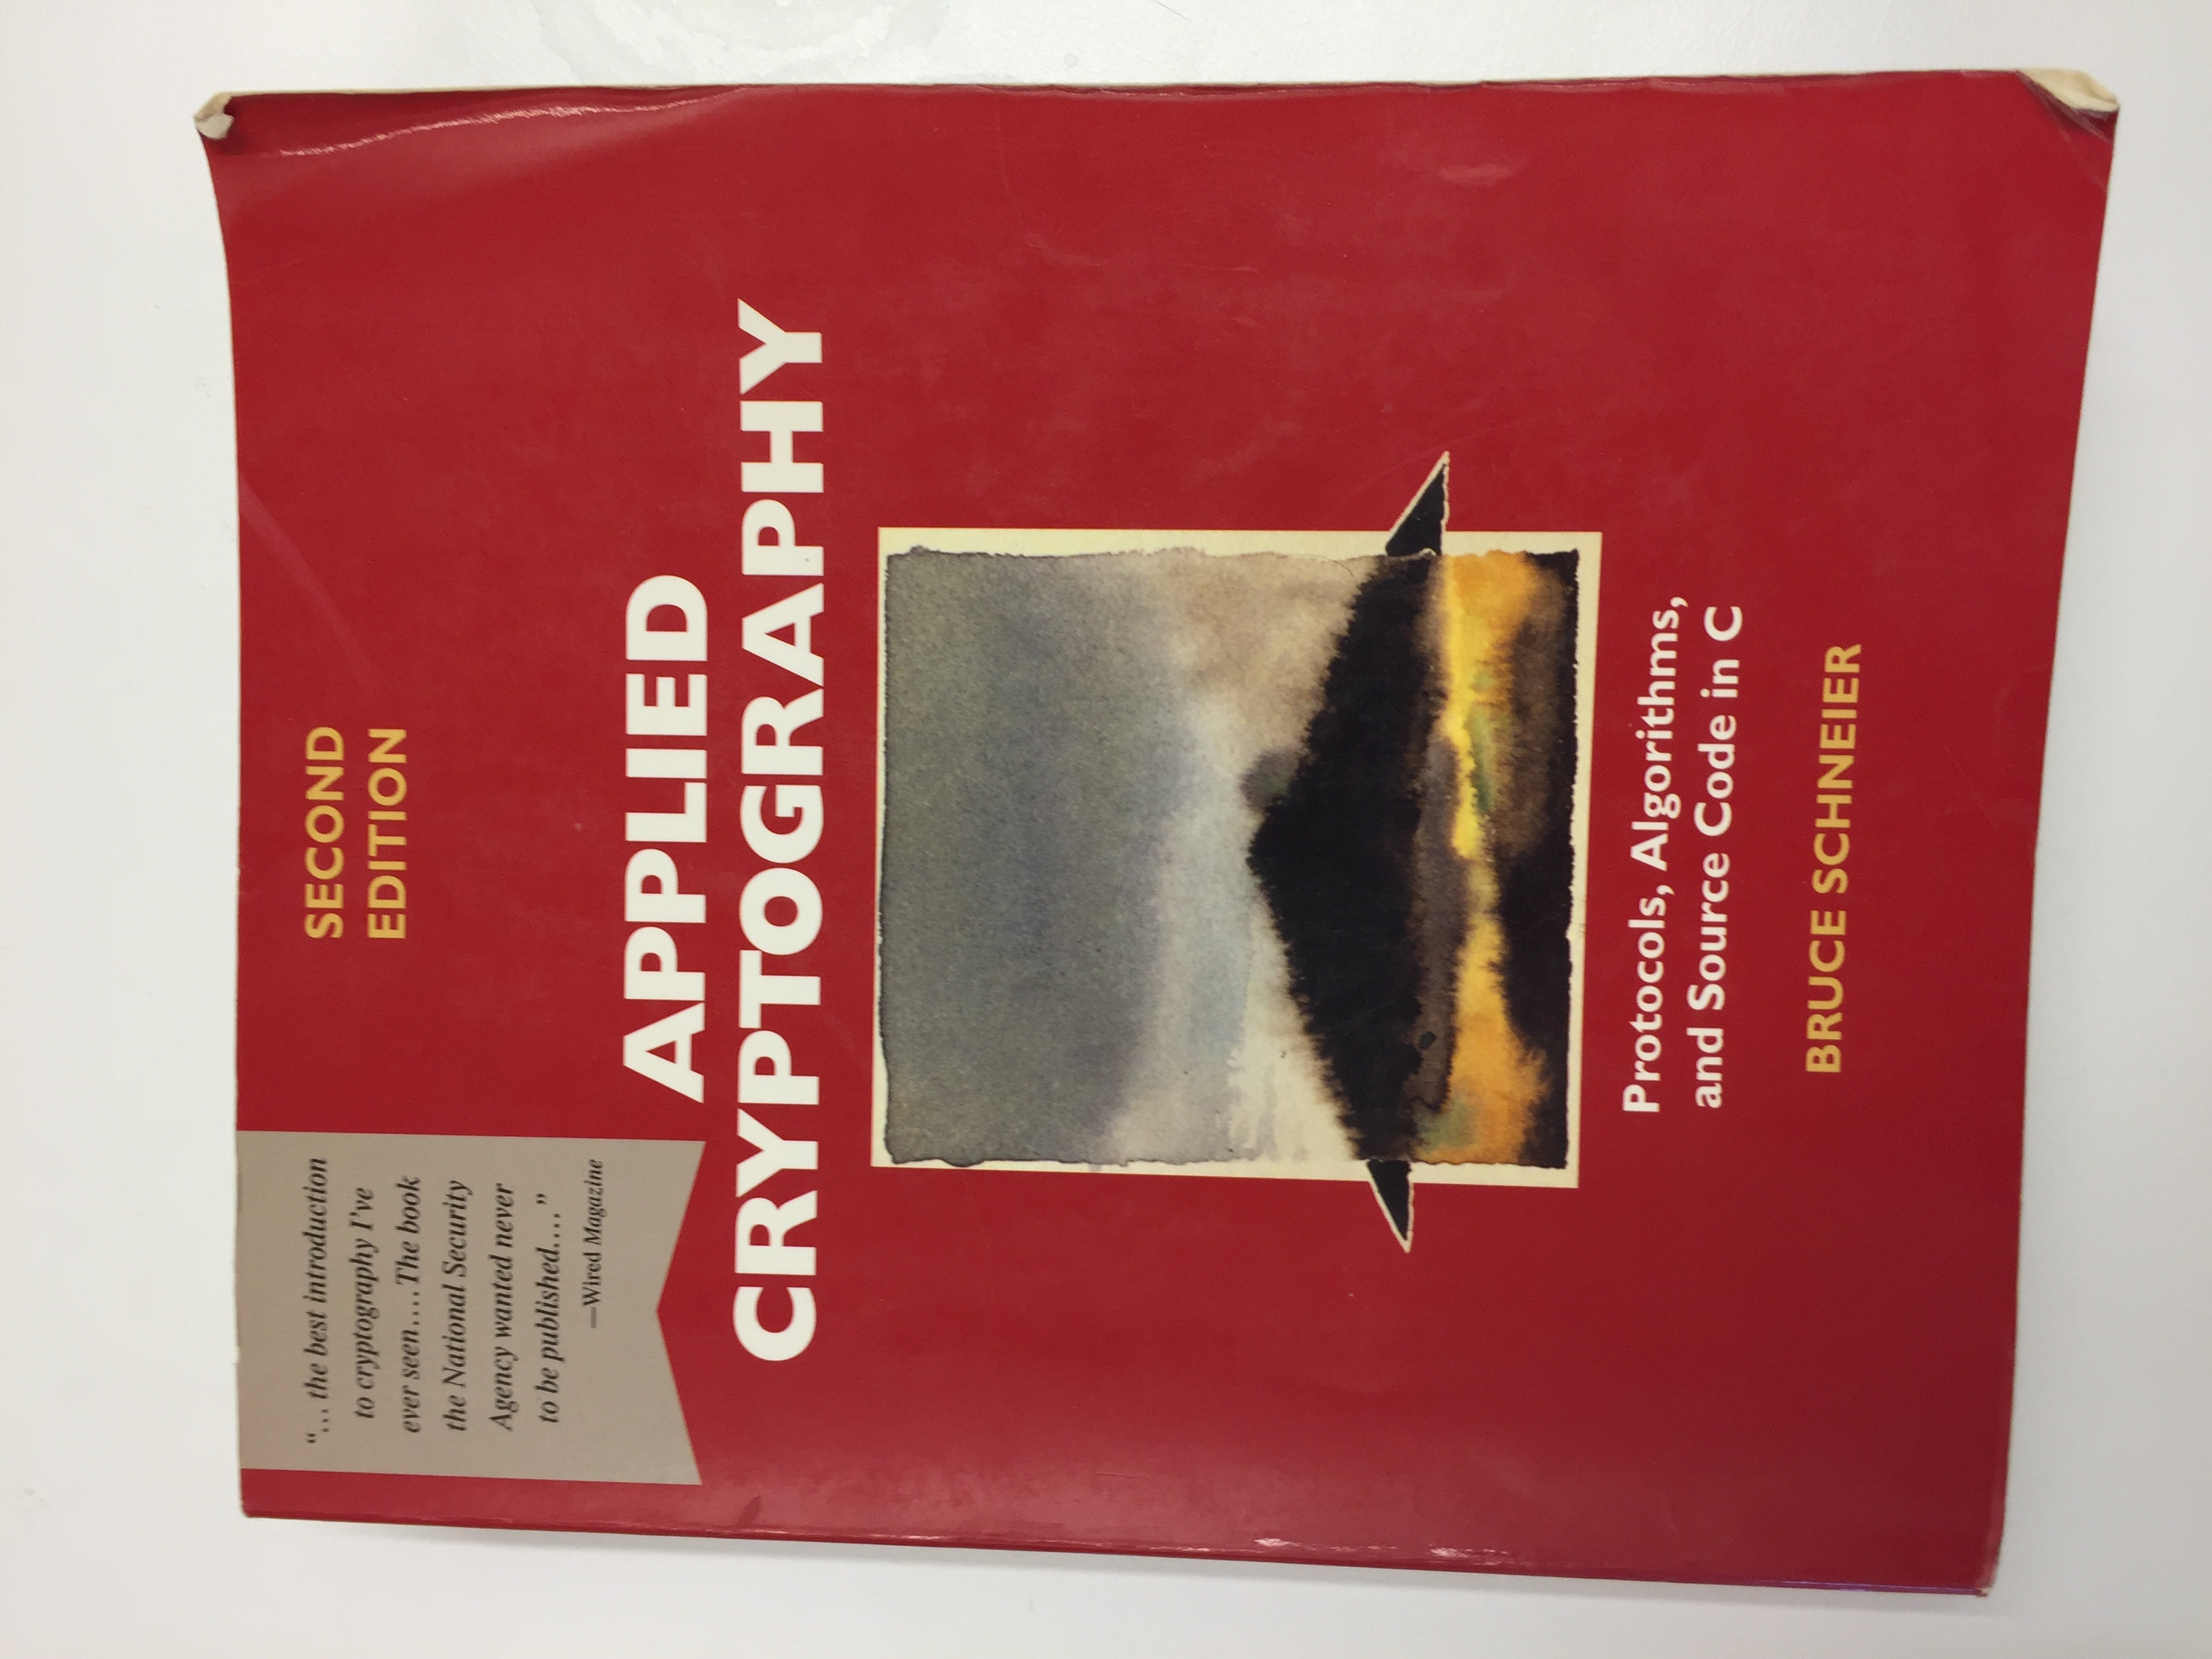 “... the best introduction
to cryptography I’ve
ever seen.... The book
the National Security
Agency wanted never
to be published....”
—Wired Magazine
SECOND
EDITION
APPLIED
CRYPTOGRAPHY
Protocols, Algorithms,
and Source Code in C
BRUCE SCHNEIER